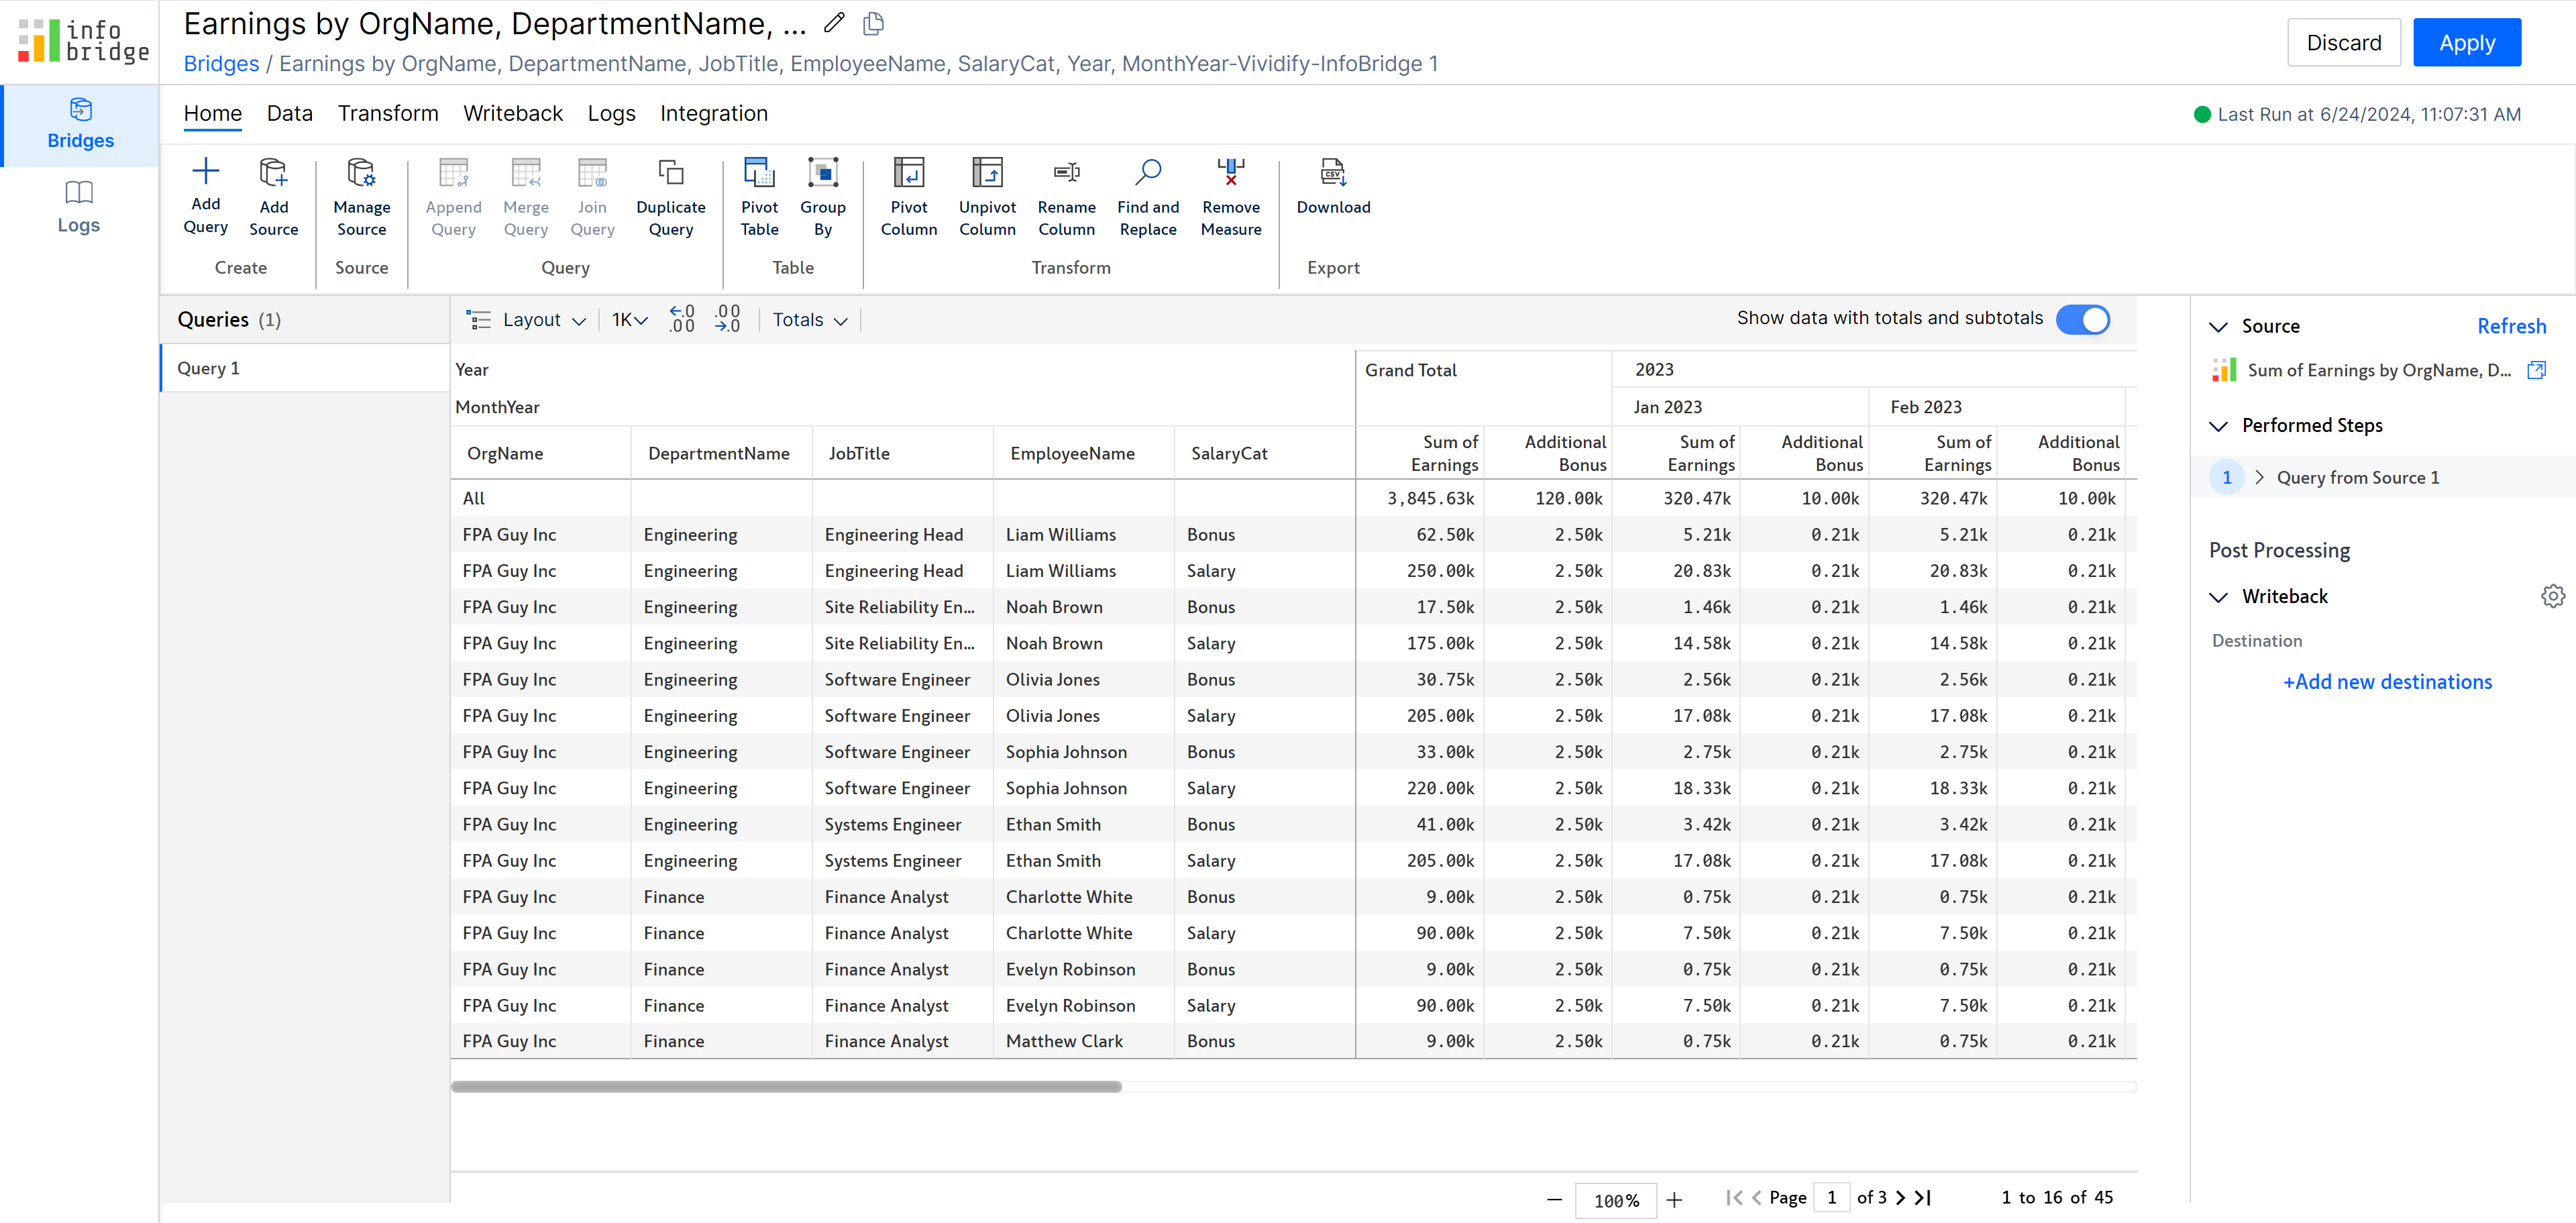 info
bridge
Earnings by OrgName, DepartmentName, ...
Bridges / Earnings by OrgName, DepartmentName, JobTitle, EmployeeName, SalaryCat, Year, MonthYear-Vividify-InfoBridge 1
Discard Apply
Bridges
Logs
Home Data Transform Writeback Logs Integration
Last Run at 6/24/2024, 11:07:31 AM
Add Query
Add Source
Create
Manage Source
Source
Append Query
Merge Query
Join Query
Duplicate Query
Query
Pivot Table
Group By
Table
Pivot Column
Unpivot Column
Rename Column
Find and Replace
Remove Measure
Transform
CSV
Download
Export
Queries (1)
Query 1
Layout 1K ←.0 .00 .00 →.0 Totals
Show data with totals and subtotals
Year Grand Total 2023
MonthYear Jan 2023 Feb 2023
OrgName DepartmentName JobTitle EmployeeName SalaryCat Sum of Earnings Additional Bonus Sum of Earnings Additional Bonus Sum of Earnings Additional Bonus
All 3,845.63k 120.00k 320.47k 10.00k 320.47k 10.00k
FPA Guy Inc Engineering Engineering Head Liam Williams Bonus 62.50k 2.50k 5.21k 0.21k 5.21k 0.21k
FPA Guy Inc Engineering Engineering Head Liam Williams Salary 250.00k 2.50k 20.83k 0.21k 20.83k 0.21k
FPA Guy Inc Engineering Site Reliability En... Noah Brown Bonus 17.50k 2.50k 1.46k 0.21k 1.46k 0.21k
FPA Guy Inc Engineering Site Reliability En... Noah Brown Salary 175.00k 2.50k 14.58k 0.21k 14.58k 0.21k
FPA Guy Inc Engineering Software Engineer Olivia Jones Bonus 30.75k 2.50k 2.56k 0.21k 2.56k 0.21k
FPA Guy Inc Engineering Software Engineer Olivia Jones Salary 205.00k 2.50k 17.08k 0.21k 17.08k 0.21k
FPA Guy Inc Engineering Software Engineer Sophia Johnson Bonus 33.00k 2.50k 2.75k 0.21k 2.75k 0.21k
FPA Guy Inc Engineering Software Engineer Sophia Johnson Salary 220.00k 2.50k 18.33k 0.21k 18.33k 0.21k
FPA Guy Inc Engineering Systems Engineer Ethan Smith Bonus 41.00k 2.50k 3.42k 0.21k 3.42k 0.21k
FPA Guy Inc Engineering Systems Engineer Ethan Smith Salary 205.00k 2.50k 17.08k 0.21k 17.08k 0.21k
FPA Guy Inc Finance Finance Analyst Charlotte White Bonus 9.00k 2.50k 0.75k 0.21k 0.75k 0.21k
FPA Guy Inc Finance Finance Analyst Charlotte White Salary 90.00k 2.50k 7.50k 0.21k 7.50k 0.21k
FPA Guy Inc Finance Finance Analyst Evelyn Robinson Bonus 9.00k 2.50k 0.75k 0.21k 0.75k 0.21k
FPA Guy Inc Finance Finance Analyst Evelyn Robinson Salary 90.00k 2.50k 7.50k 0.21k 7.50k 0.21k
FPA Guy Inc Finance Finance Analyst Matthew Clark Bonus 9.00k 2.50k 0.75k 0.21k 0.75k 0.21k
100% Page 1 of 3 1 to 16 of 45
Source Refresh
Sum of Earnings by OrgName, D...
Performed Steps
1 Query from Source 1
Post Processing
Writeback
Destination
+Add new destinations